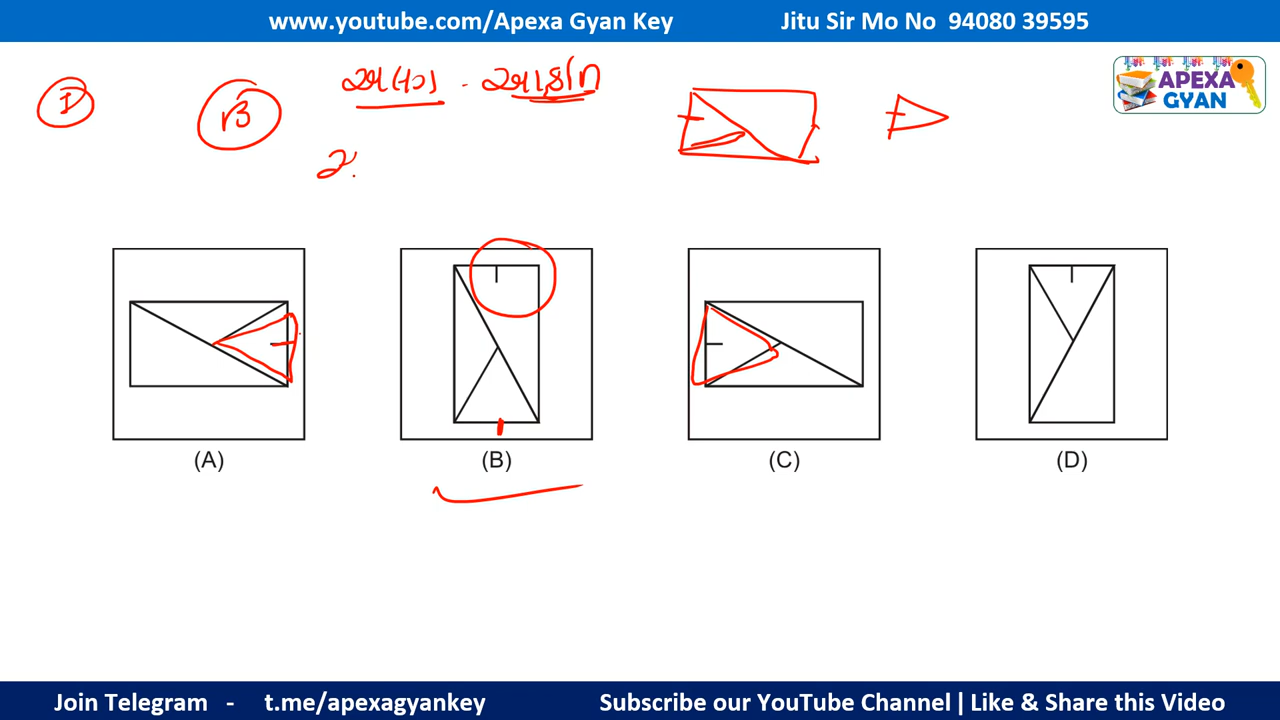 www.youtube.com/Apexa Gyan Key Jitu Sir Mo No 94080 39595
APEXA
GYAN
(A) (B) (C) (D)
Join Telegram - t.me/apexagyankey Subscribe our YouTube Channel | Like & Share this Video